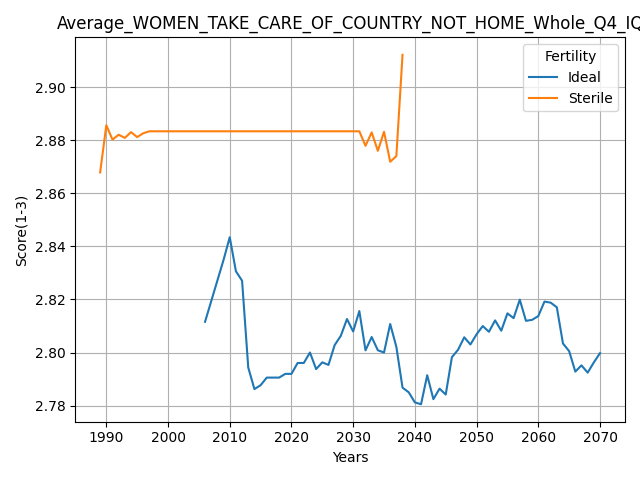 Average_WOMEN_TAKE_CARE_OF_COUNTRY_NOT_HOME_Whole_Q4_IQ
Fertility
Ideal
Sterile
Score(1-3)
2.90
2.88
2.86
2.84
2.82
2.80
2.78
1990 2000 2010 2020 2030 2040 2050 2060 2070
Years